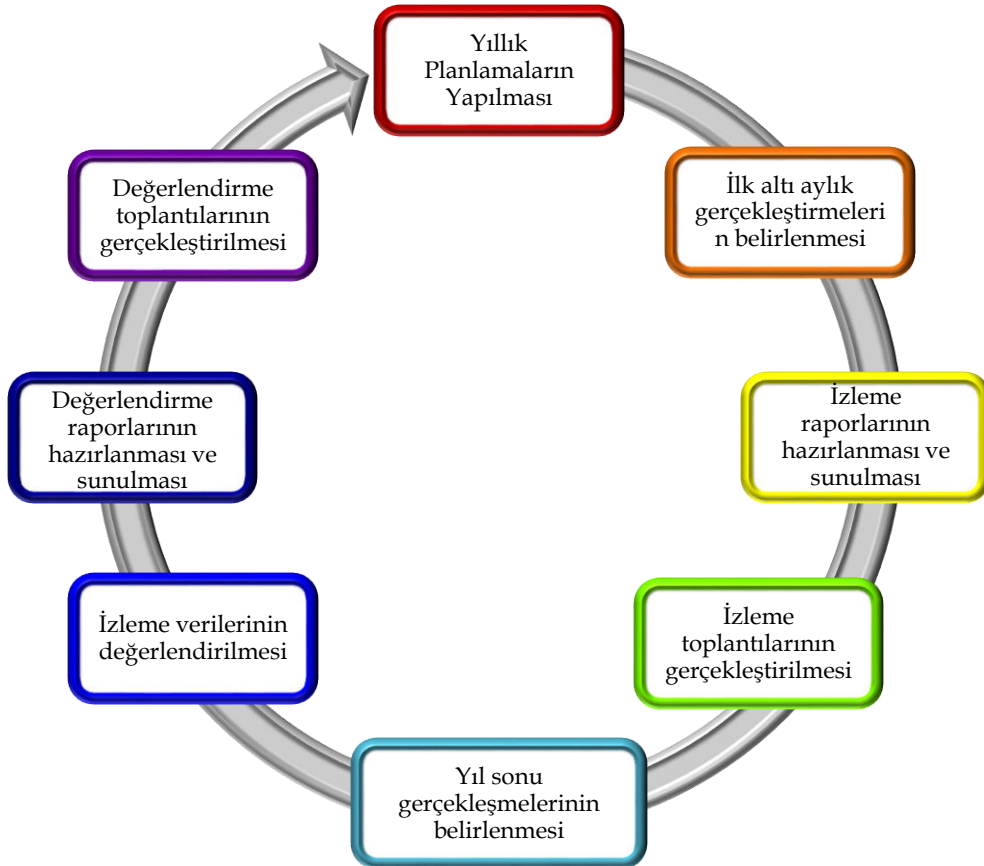 Yıllık
Planlamaların
Yapılması
İlk altı aylık
gerçekleştirmeleri
n belirlenmesi
İzleme
raporlarının
hazırlanması ve
sunulması
İzleme
toplantılarının
gerçekleştirilmesi
Yıl sonu
gerçekleşmelerinin
belirlenmesi
İzleme verilerinin
değerlendirilmesi
Değerlendirme
raporlarının
hazırlanması ve
sunulması
Değerlendirme
toplantılarının
gerçekleştirilmesi